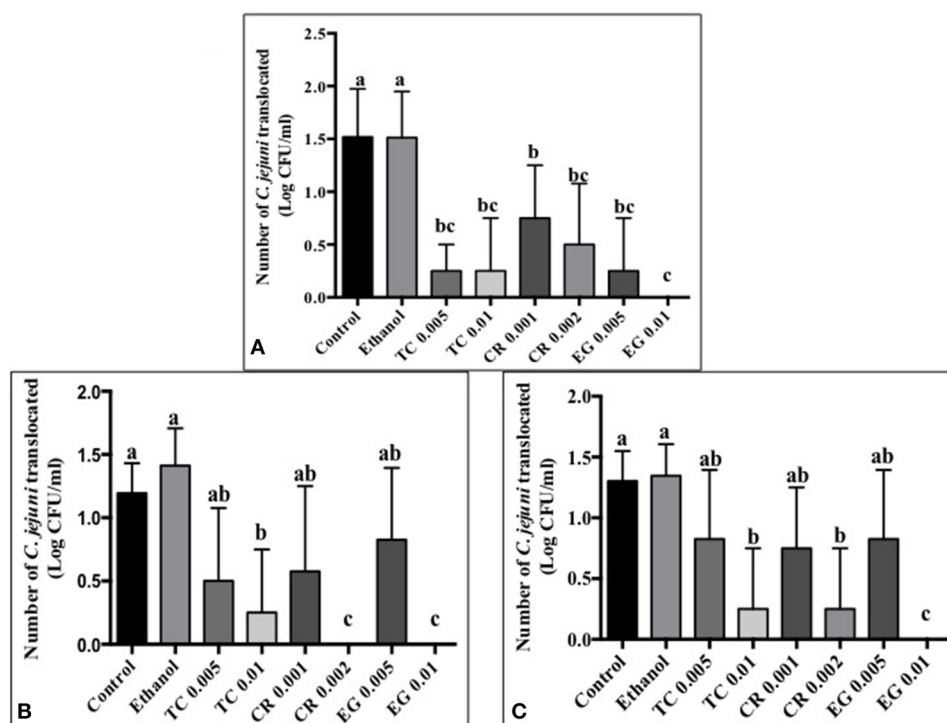 Number of C. jejuni translocated
(Log CFU/ml)
2.5
2.0
1.5
1.0
0.5
0.0
a
a
bc
bc
b
bc
bc
c
Control
Ethanol
TC 0.005
TC 0.01
CR 0.001
CR 0.002
EG 0.005
EG 0.01
A
Number of C. jejuni translocated
(Log CFU/ml)
2.0
1.5
1.0
0.5
0.0
a
a
ab
b
ab
c
ab
c
Control
Ethanol
TC 0.005
TC 0.01
CR 0.001
CR 0.002
EG 0.005
EG 0.01
B
Number of C. jejuni translocated
(Log CFU/ml)
2.0
1.5
1.0
0.5
0.0
a
a
ab
b
ab
b
ab
c
Control
Ethanol
TC 0.005
TC 0.01
CR 0.001
CR 0.002
EG 0.005
EG 0.01
C